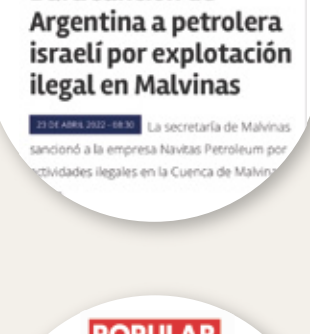 Argentina a petrolera
israelí por explotación
ilegal en Malvinas
23 DE ABRIL 2022 - 08:30 La secretaría de Malvinas
sancionó a la empresa Navitas Petroleum por
actividades ilegales en la Cuenca de
POPULAR